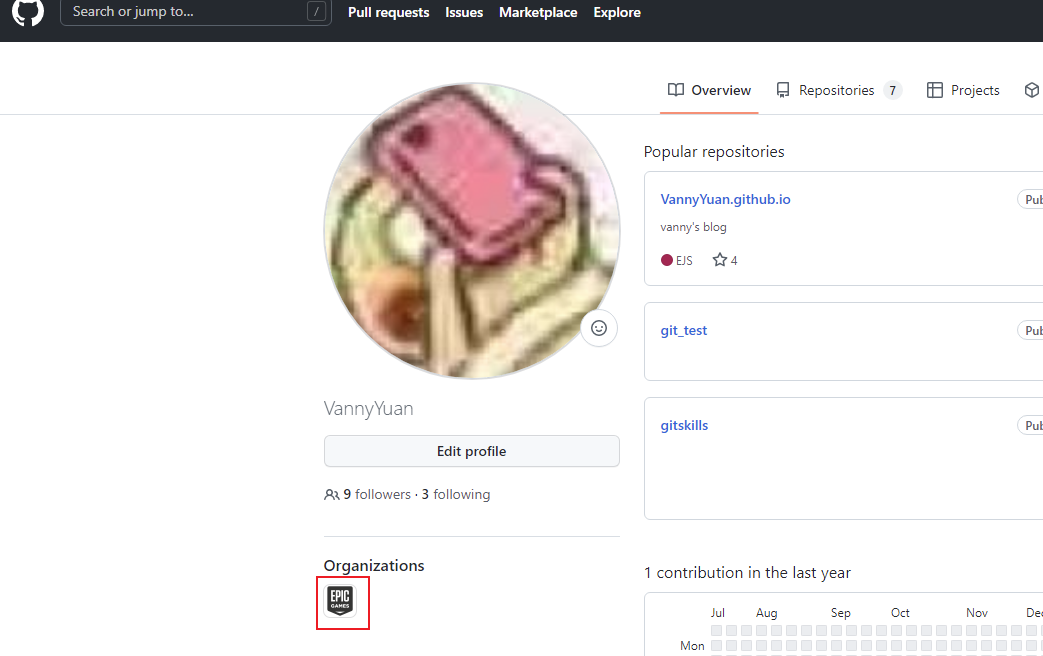 Search or jump to... /
Pull requests Issues Marketplace Explore
Overview Repositories 7 Projects
Popular repositories
VannyYuan.github.io Pub
vanny's blog
EJS 4
git_test Pub
gitskills Pub
VannyYuan
Edit profile
9 followers · 3 following
Organizations
EPIC
GAMES
1 contribution in the last year
Jul Aug Sep Oct Nov Dec
Mon